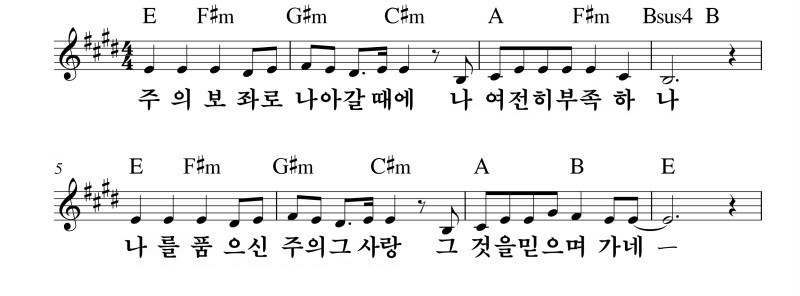 E F#m G#m C#m A F#m Bsus4 B
4 4
주 의 보 좌로 나아갈 때에 나 여전히부족 하 나
5 E F#m G#m C#m A B E
나 를 품 으신 주의그 사랑 그 것을믿으며 가네 ㅡ